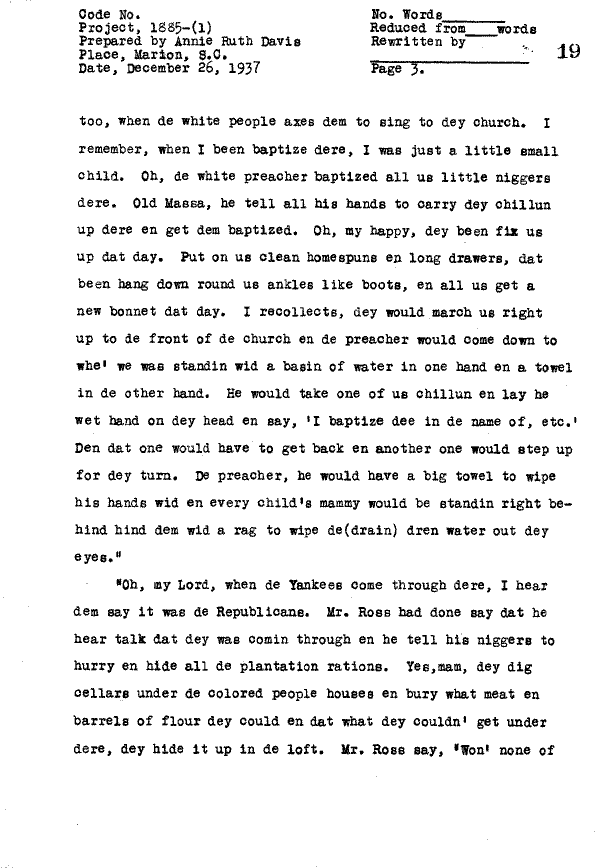 Code No.
Project, 1885-(1)
Prepared by Annie Ruth Davis
Place, Marion, S.C.
Date, December 26, 1937
No. Words
Reduced from____words
Rewritten by
Page 3.
19
too, when de white people axes dem to sing to dey church. I
remember, when I been baptize dere, I was just a little small
child. Oh, de white preacher baptized all us little niggers
dere. Old Massa, he tell all his hands to carry dey chillun
up dere en get dem baptized. Oh, my happy, dey been fix us
up dat day. Put on us clean homespuns en long drawers, dat
been hang down round us ankles like boots, en all us get a
new bonnet dat day. I recollects, dey would march us right
up to de front of de church en de preacher would come down to
whe' we was standin wid a basin of water in one hand en a towel
in de other hand. He would take one of us chillun en lay he
wet hand on dey head en say, 'I baptize dee in de name of, etc.'
Den dat one would have to get back en another one would step up
for dey turn. De preacher, he would have a big towel to wipe
his hands wid en every child's mammy would be standin right be-
hind hind dem wid a rag to wipe de(drain) dren water out dey
eyes."
"Oh, my Lord, when de Yankees come through dere, I hear
dem say it was de Republicans. Mr. Ross had done say dat he
hear talk dat dey was comin through en he tell his niggers to
hurry en hide all de plantation rations. Yes,mam, dey dig
cellars under de colored people houses en bury what meat en
barrels of flour dey could en dat what dey couldn' get under
dere, dey hide it up in de loft. Mr. Ross say, "Won' none of